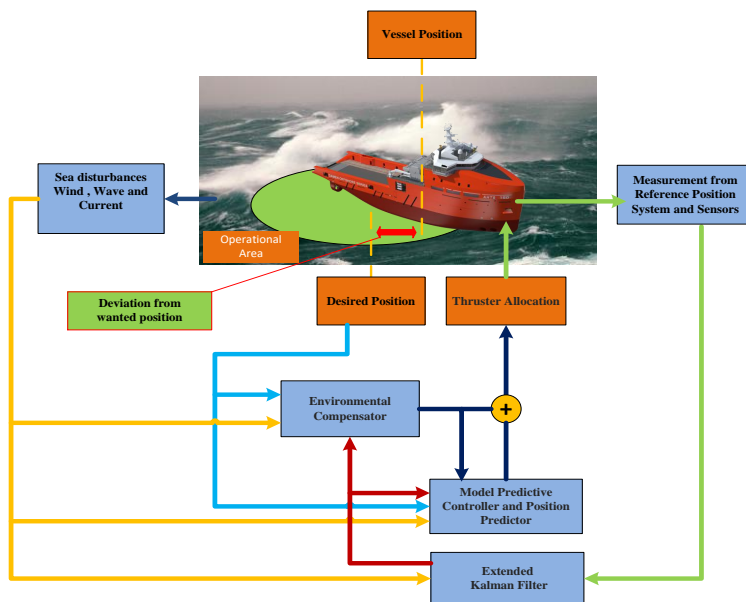 Vessel Position
Sea disturbances
Wind , Wave and
Current
Measurement from
Reference Position
System and Sensors
Operational
Area
Deviation from
wanted position
Desired Position
Thruster Allocation
Environmental
Compensator
+
Model Predictive
Controller and Position
Predictor
Extended
Kalman Filter